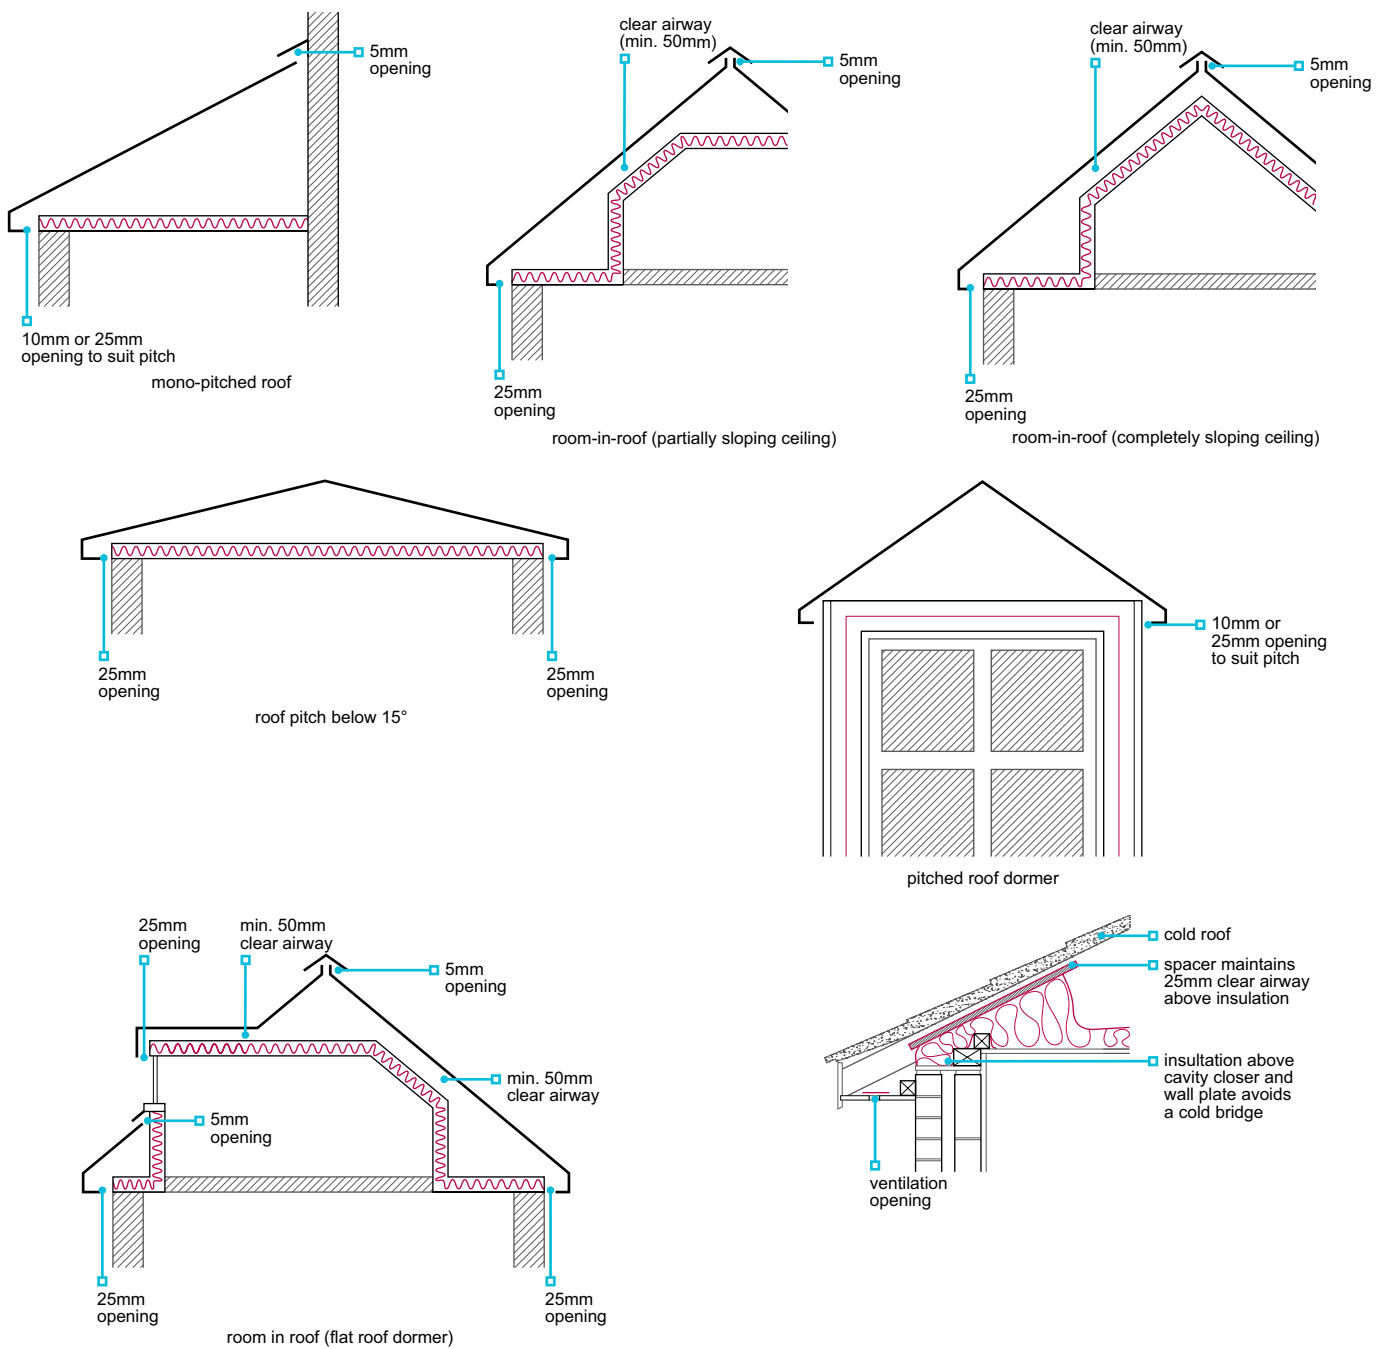 5mm
opening
10mm or 25mm
opening to suit pitch
mono-pitched roof
clear airway
(min. 50mm)
5mm
opening
25mm
opening
room-in-roof (partially sloping ceiling)
clear airway
(min. 50mm)
5mm
opening
25mm
opening
room-in-roof (completely sloping ceiling)
25mm
opening
25mm
opening
roof pitch below 15°
10mm or
25mm opening
to suit pitch
pitched roof dormer
25mm
opening
min. 50mm
clear airway
5mm
opening
min. 50mm
clear airway
5mm
opening
25mm
opening
25mm
opening
room in roof (flat roof dormer)
cold roof
spacer maintains
25mm clear airway
above insulation
insultation above
cavity closer and
wall plate avoids
a cold bridge
ventilation
opening